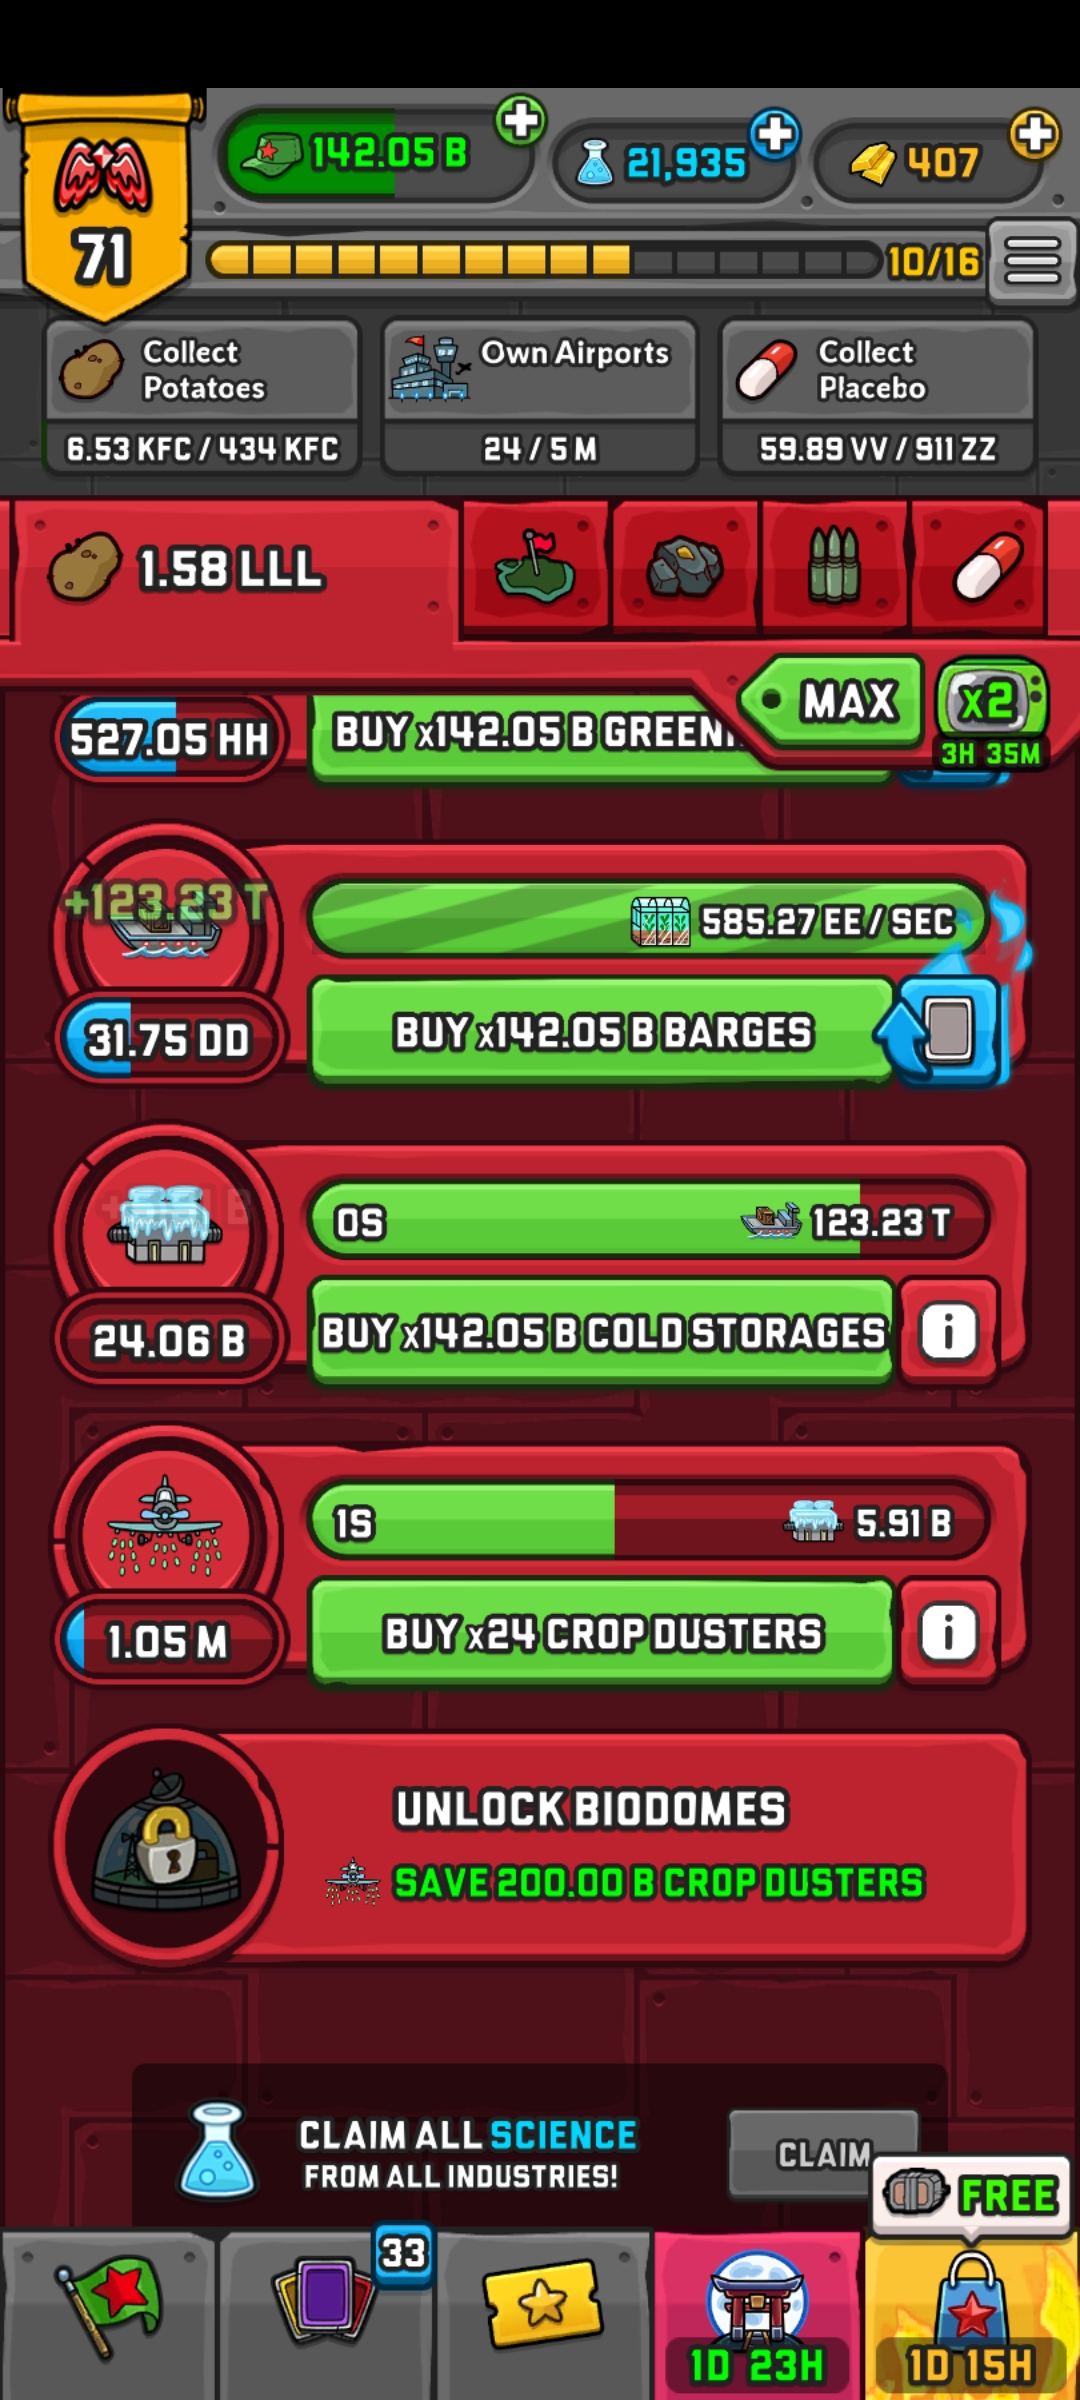 142.05 B
21,935
407
71
10/16
Collect
Potatoes
6.53 KFC / 434 KFC
Own Airports
24 / 5 M
Collect
Placebo
59.89 VV / 911 ZZ
1.58 LLL
MAX
x2
3H 35M
527.05 HH
BUY x142.05 B
+123.23 T
585.27 EE / SEC
31.75 DD
BUY x142.05 B BARGES
0S
123.23 T
24.06 B
BUY x142.05 B COLD STORAGES
i
1S
5.91 B
1.05 M
BUY x24 CROP DUSTERS
i
UNLOCK BIODOMES
SAVE 200.00 B CROP DUSTERS
CLAIM ALL SCIENCE
FROM ALL INDUSTRIES!
CLAIM
FREE
33
1D 23H
1D 15H